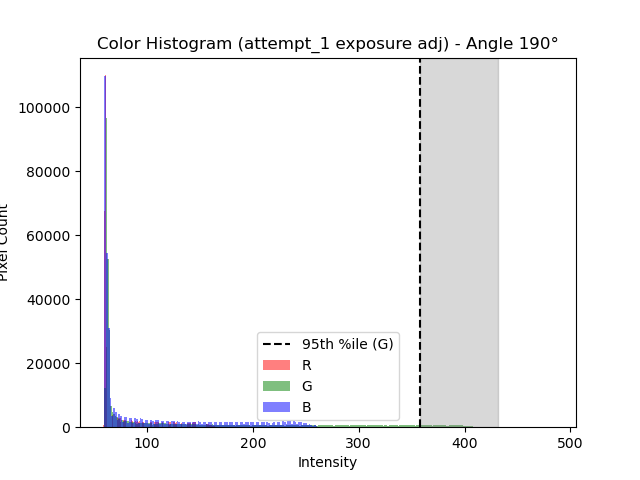 Color Histogram (attempt_1 exposure adj) - Angle 190°
Pixel Count
100000
80000
60000
40000
20000
0
95th %ile (G)
R
G
B
100 200 300 400 500
Intensity